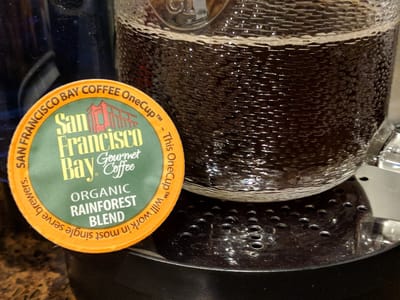 SAN FRANCISCO BAY COFFEE OneCup™ - This OneCup™ will work in most single serve brewers.
San
Francisco
Bay
Gourmet
Coffee
ORGANIC
RAINFOREST
BLEND